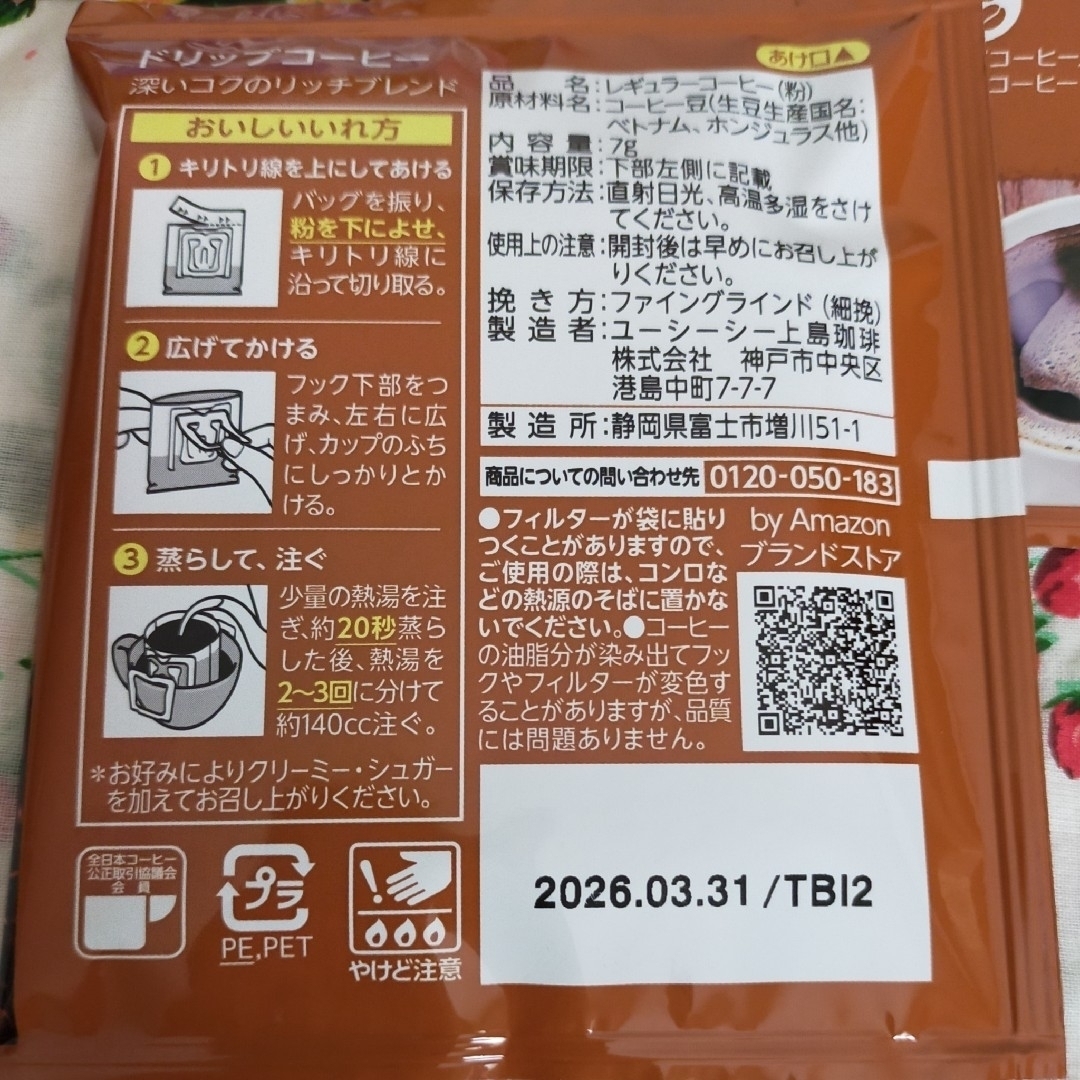 ドリップコーヒー
深いコクのリッチブレンド
おいしいいれ方
1 キリトリ線を上にしてあける
バッグを振り、
粉を下によせ、
キリトリ線に
沿って切り取る。
2 広げてかける
フック下部をつ
まみ、左右に広
げ、カップのふち
にしっかりとか
ける。
3 蒸らして、注ぐ
少量の熱湯を注
ぎ、約20秒蒸ら
した後、熱湯を
2〜3回に分けて
約140cc注ぐ。
*お好みによりクリーミー・シュガー
を加えてお召し上がりください。
全日本コーヒー
公正取引協議会
会員
プラ
PE,PET
やけど注意
あけ口▲
品名:レギュラーコーヒー(粉)
原材料名:コーヒー豆(生豆生産国名:
ベトナム、ホンジュラス他)
内容量:7g
賞味期限:下部左側に記載
保存方法:直射日光、高温多湿をさけ
てください。
使用上の注意:開封後は早めにお召し上が
りください。
挽き方:ファイングラインド(細挽)
製造者:ユーシーシー上島珈琲
株式会社 神戸市中央区
港島中町7-7-7
製造所:静岡県富士市増川51-1
商品についての問い合わせ先 0120-050-183
●フィルターが袋に貼り
つくことがありますので、
ご使用の際は、コンロな
どの熱源のそばに置かな
いでください。●コーヒー
の油脂分が染み出てフッ
クやフィルターが変色す
ることがありますが、品質
には問題ありません。
by Amazon
ブランドストア
2026.03.31/TBI2
コーヒー
コーヒー